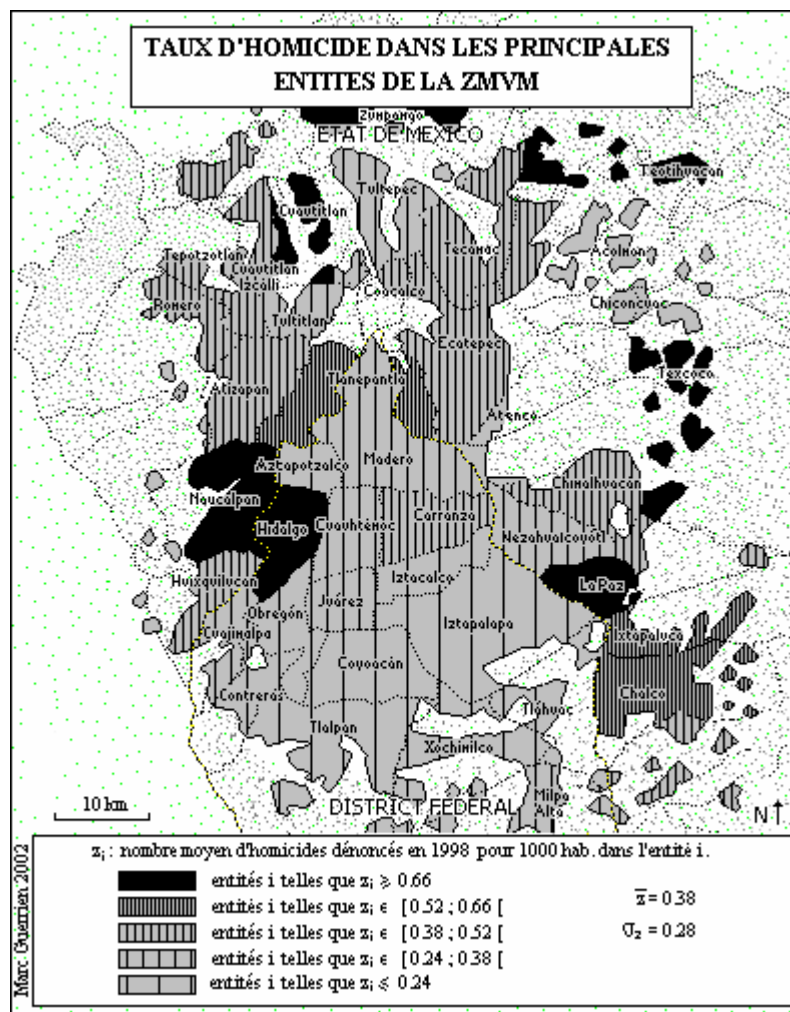 TAUX D'HOMICIDE DANS LES PRINCIPALES
ENTITES DE LA ZMVM
Zumpango
ETAT DE MEXICO
Teotihuacan
Tultepec
Cuautitlan
Tecamac
Acolman
Tepotzotlan
Cuautitlan
Izcalli
Coacalco
Chiconcuac
Romero
Tultitlan
Ecatepec
Texcoco
Tlanepantla
Atizapan
Atenco
Aztapotzalco
Madero
Chimalhuacan
Naucalpan
Hidalgo
Cuauhtémoc
Carranza
Nezahualcoyotl
Huixquilucan
Iztacalco
La Paz
Obregón
Juárez
Iztapalapa
Cuajimalpa
Ixtapaluca
Coyoacán
Contreras
Chalco
Tláhuac
Tlalpan
Xochimilco
Milpa
Alta
10 km
DISTRICT FEDERAL
N↑
zᵢ : nombre moyen d'homicides dénoncés en 1998 pour 1000 hab. dans l'entité i.
entités i telles que zᵢ ⩾ 0.66
entités i telles que zᵢ ϵ [0.52 ; 0.66 [
entités i telles que zᵢ ϵ [0.38 ; 0.52 [
entités i telles que zᵢ ϵ [0.24 ; 0.38 [
entités i telles que zᵢ ⩽ 0.24
z̅ = 0.38
σ₂ = 0.28
Marc Guerrien 2002